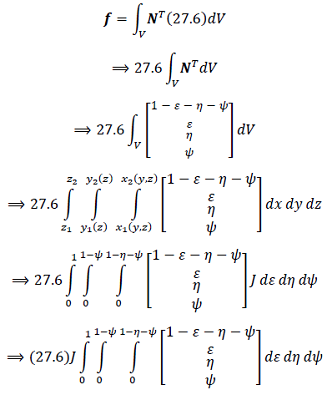 𝒇 = ∫_V 𝑵^T (27.6) dV
⟹ 27.6 ∫_V 𝑵^T dV
⟹ 27.6 ∫_V [1 − ε − η − ψ; ε; η; ψ] dV
⟹ 27.6 ∫_{z₁}^{z₂} ∫_{y₁(z)}^{y₂(z)} ∫_{x₁(y,z)}^{x₂(y,z)} [1 − ε − η − ψ; ε; η; ψ] dx dy dz
⟹ 27.6 ∫_0^1 ∫_0^{1−ψ} ∫_0^{1−η−ψ} [1 − ε − η − ψ; ε; η; ψ] J dε dη dψ
⟹ (27.6)J ∫_0^1 ∫_0^{1−ψ} ∫_0^{1−η−ψ} [1 − ε − η − ψ; ε; η; ψ] dε dη dψ